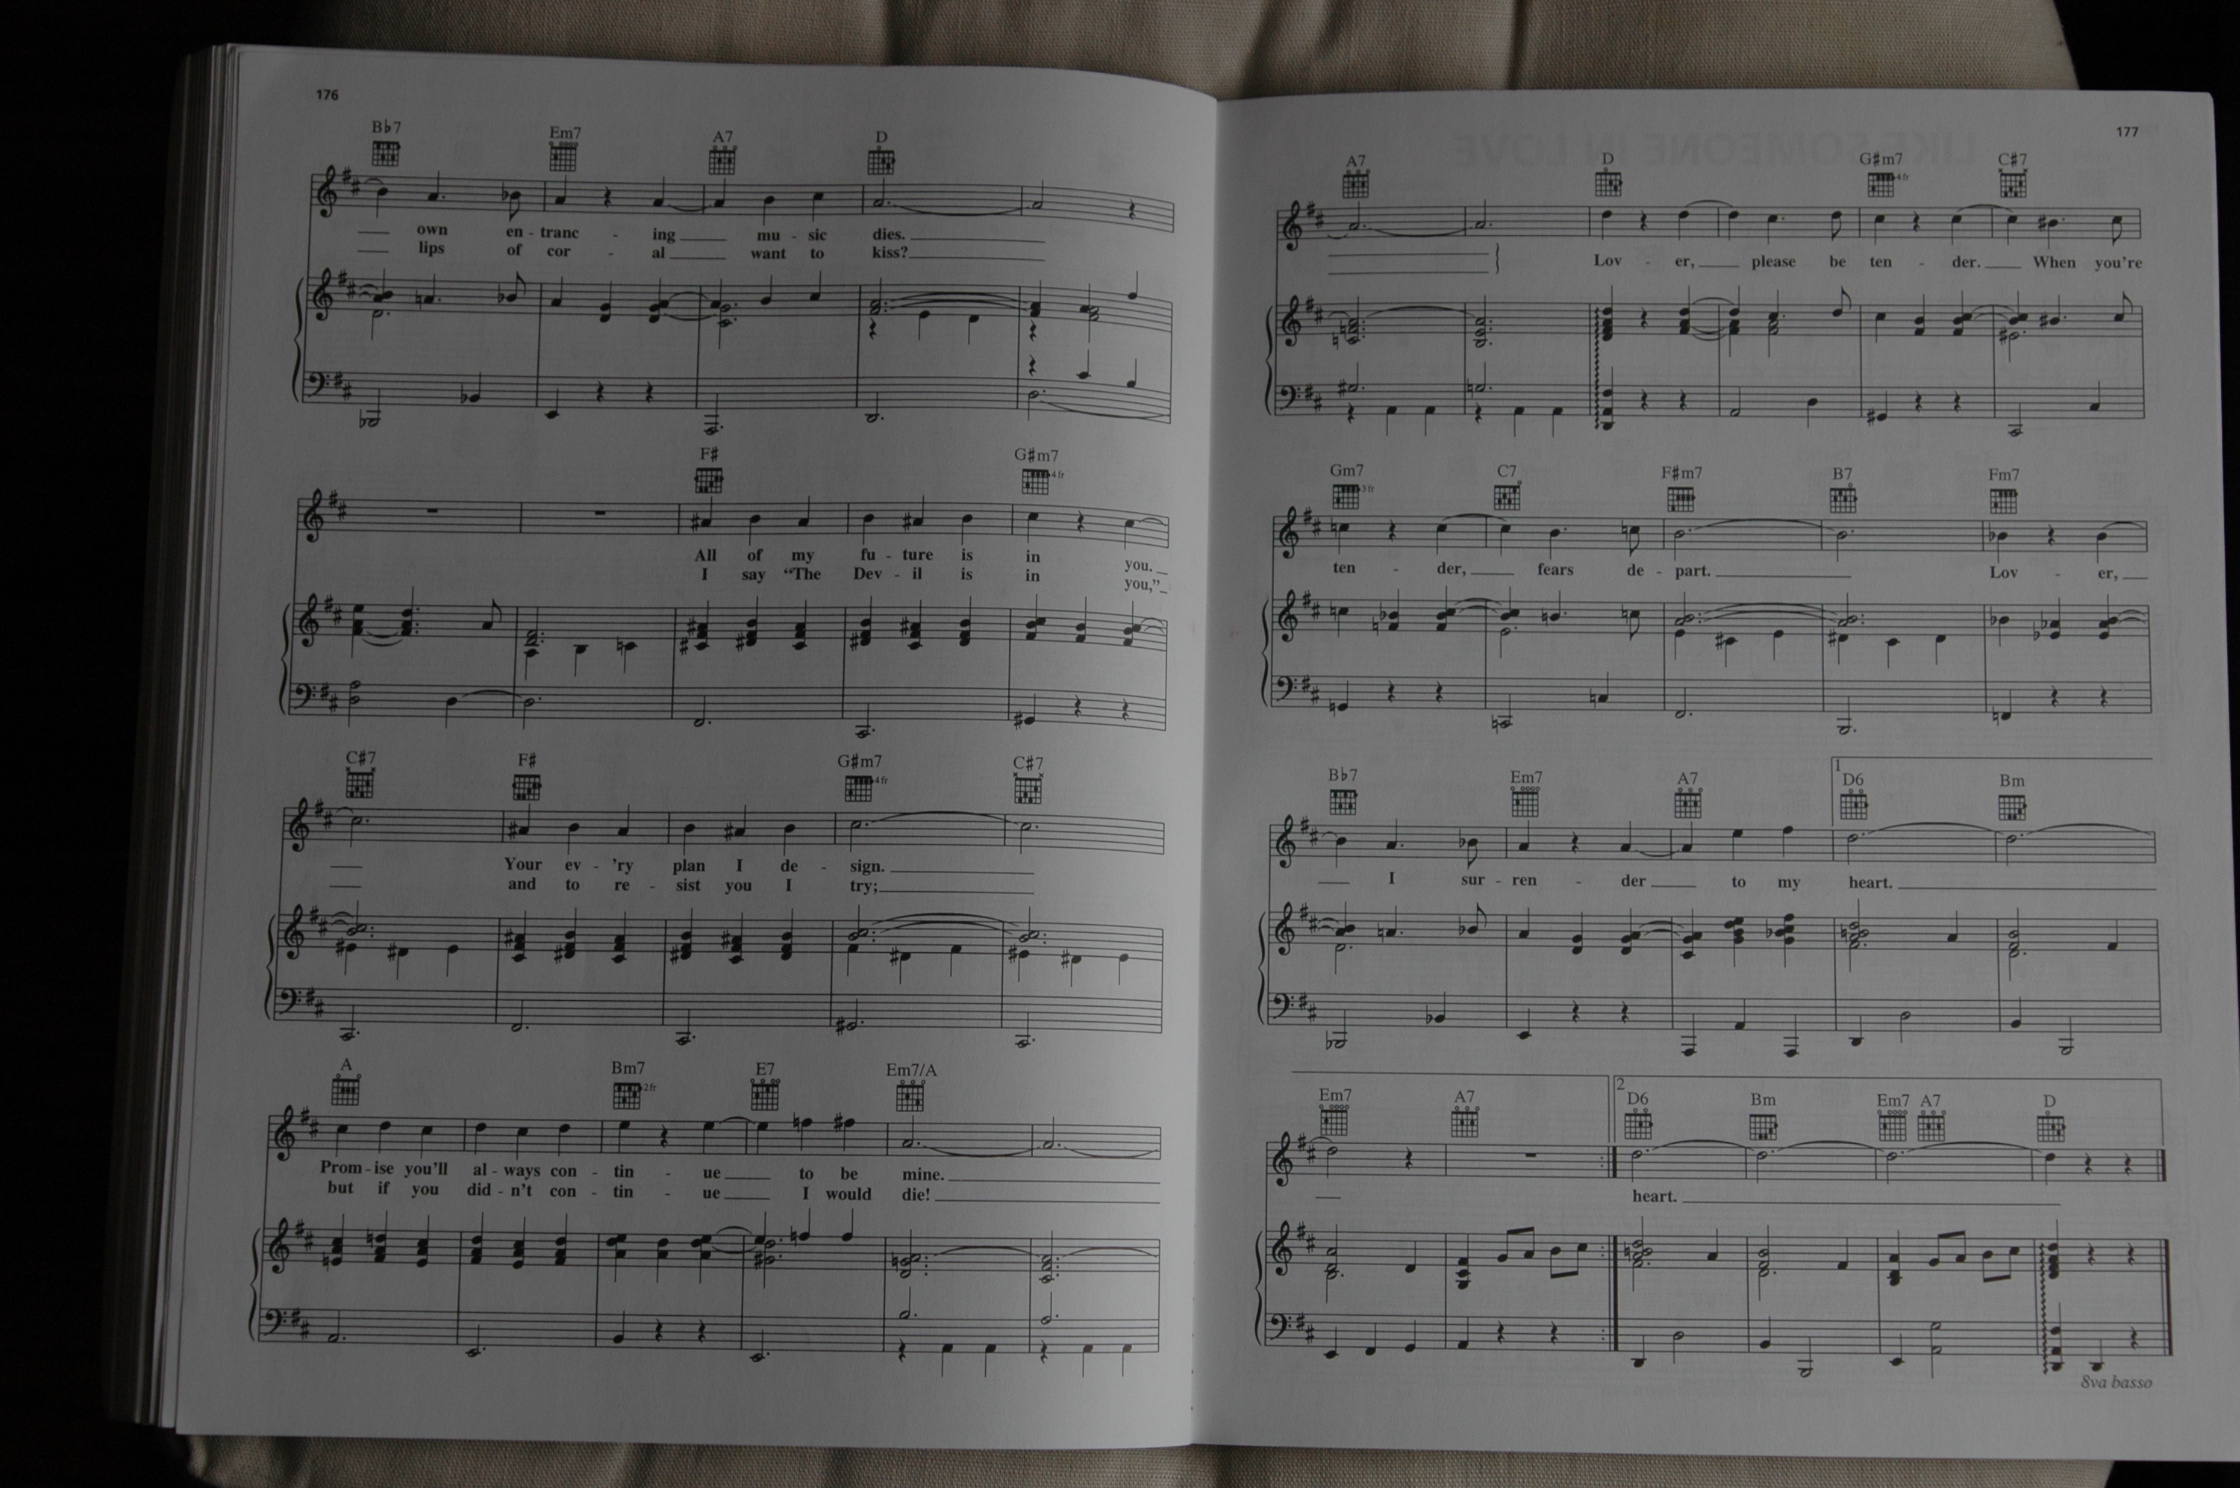 176
B♭7 Em7 A7 D
own en - tranc - ing mu - sic dies.
lips of cor - al want to kiss?
F# G#m7
4fr
All of my fu - ture is in you.
I say “The Dev - il is in you,”
C#7 F# G#m7 C#7
4fr
Your ev - 'ry plan I de - sign.
and to re - sist you I try;
A Bm7 E7 Em7/A
2fr
Prom - ise you'll al - ways con - tin - ue to be mine.
but if you did - n't con - tin - ue I would die!
177
LIKE SOMEONE IN LOVE
A7 D G#m7 C#7
4fr
Lov - er, please be ten - der. When you're
Gm7 C7 F#m7 B7 Fm7
3fr
ten - der, fears de - part. Lov - er,
1
B♭7 Em7 A7 D6 Bm
I sur - ren - der to my heart.
2
Em7 A7 D6 Bm Em7 A7 D
heart.
8va basso